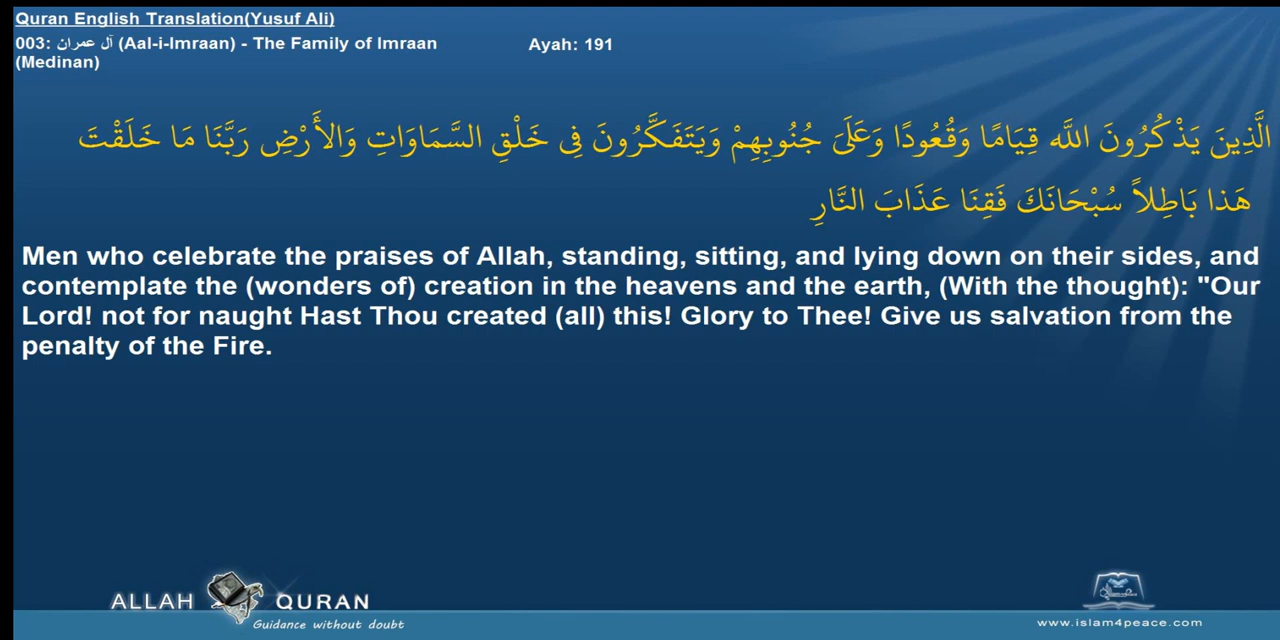 Quran English Translation(Yusuf Ali)
003: آل عمران (Aal-i-Imraan) - The Family of Imraan
(Medinan)
Ayah: 191
الَّذِينَ يَذْكُرُونَ اللَّه قِيَامًا وَقُعُودًا وَعَلَىَ جُنُوبِهِمْ وَيَتَفَكَّرُونَ فِى خَلْقِ السَّمَاوَاتِ وَالأَرْضِ رَبَّنَا مَا خَلَقْتَ
هَذا بَاطِلاً سُبْحَانَكَ فَقِنَا عَذَابَ النَّارِ
Men who celebrate the praises of Allah, standing, sitting, and lying down on their sides, and
contemplate the (wonders of) creation in the heavens and the earth, (With the thought): "Our
Lord! not for naught Hast Thou created (all) this! Glory to Thee! Give us salvation from the
penalty of the Fire.
ALLAH QURAN
Guidance without doubt
www.islam4peace.com